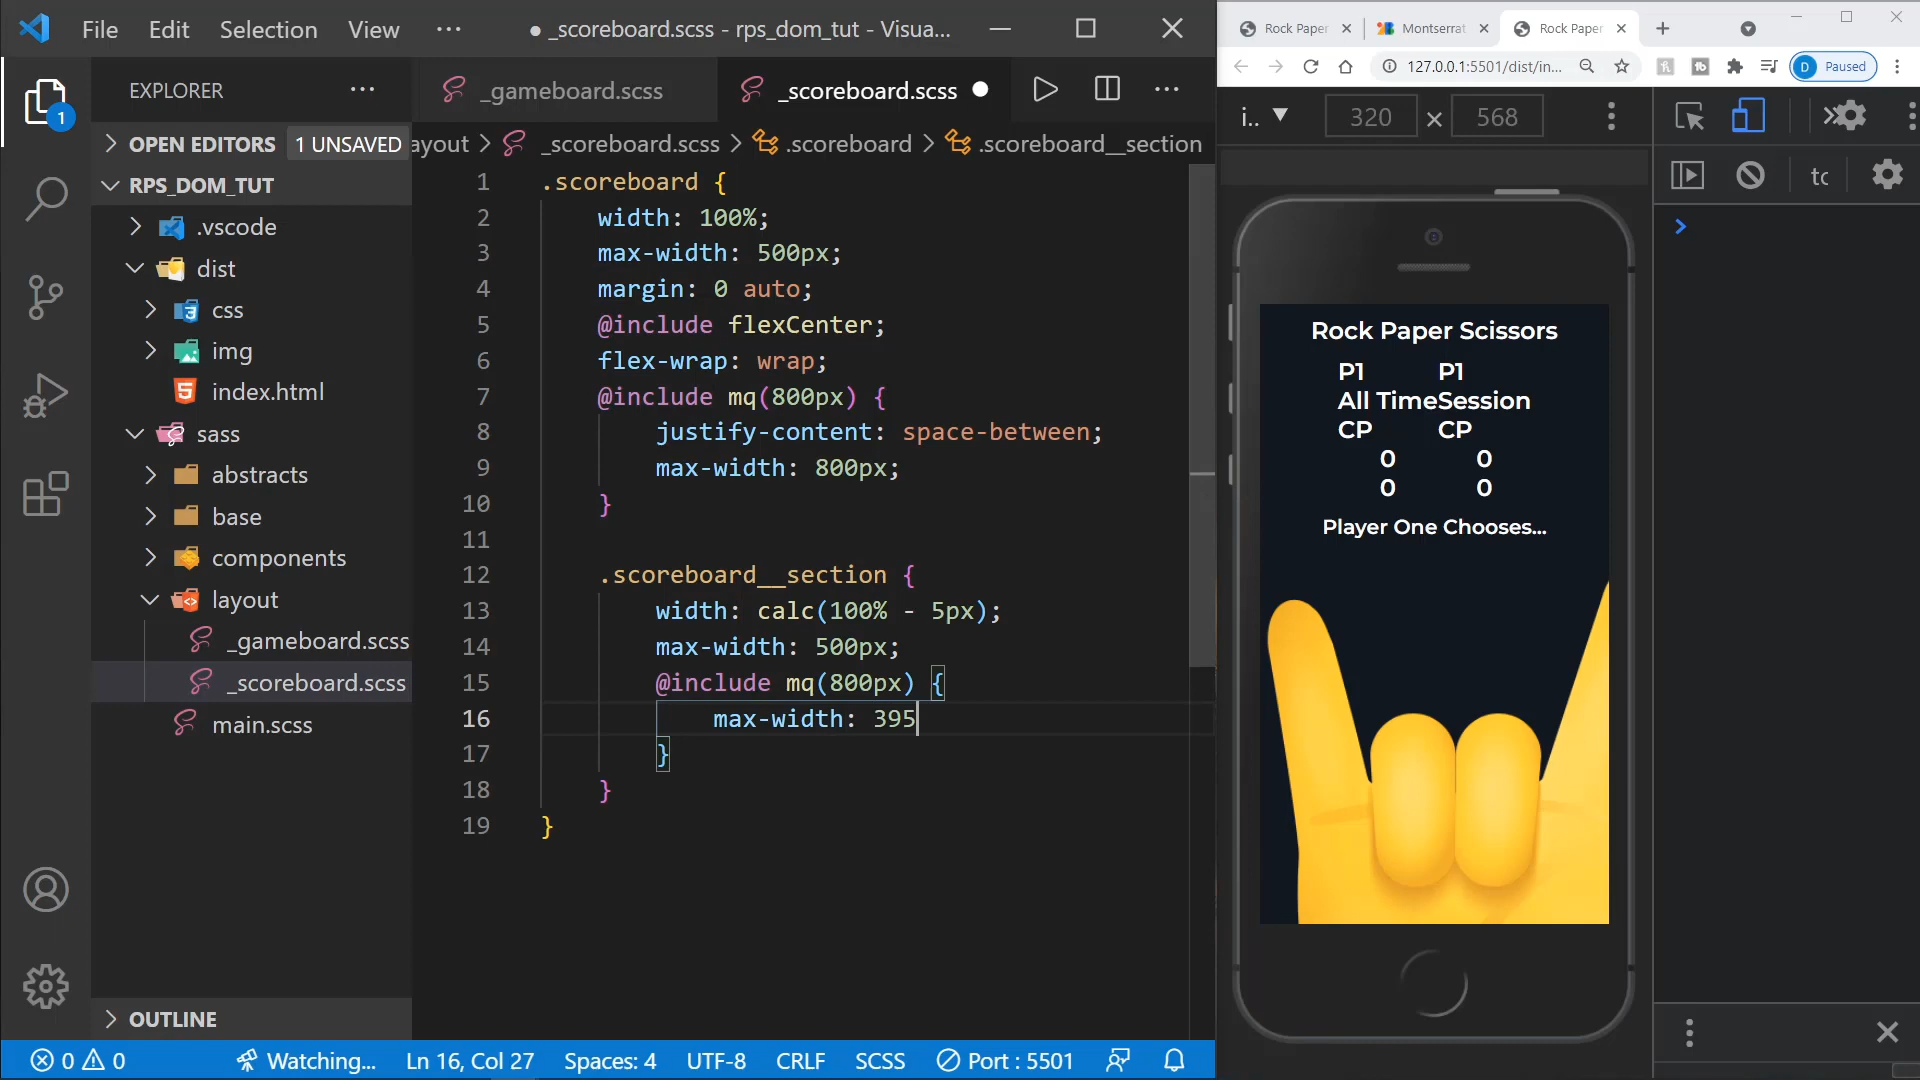 File Edit Selection View ··· ● _scoreboard.scss - rps_dom_tut - Visua...
EXPLORER ···
1
OPEN EDITORS 1 UNSAVED
RPS_DOM_TUT
.vscode
dist
css
img
index.html
sass
abstracts
base
components
layout
_gameboard.scss
_scoreboard.scss
main.scss
OUTLINE
_gameboard.scss _scoreboard.scss ● ···
ayout > _scoreboard.scss > .scoreboard > .scoreboard__section
1 .scoreboard {
2 width: 100%;
3 max-width: 500px;
4 margin: 0 auto;
5 @include flexCenter;
6 flex-wrap: wrap;
7 @include mq(800px) {
8 justify-content: space-between;
9 max-width: 800px;
10 }
11
12 .scoreboard__section {
13 width: calc(100% - 5px);
14 max-width: 500px;
15 @include mq(800px) {
16 max-width: 395
17 }
18 }
19 }
0 0 Watching... Ln 16, Col 27 Spaces: 4 UTF-8 CRLF SCSS Port : 5501
Rock Paper Montserrat Rock Paper
127.0.0.1:5501/dist/in... D Paused
i.. ▼ 320 × 568
tc
Rock Paper Scissors
P1 P1
All TimeSession
CP CP
0 0
0 0
Player One Chooses...